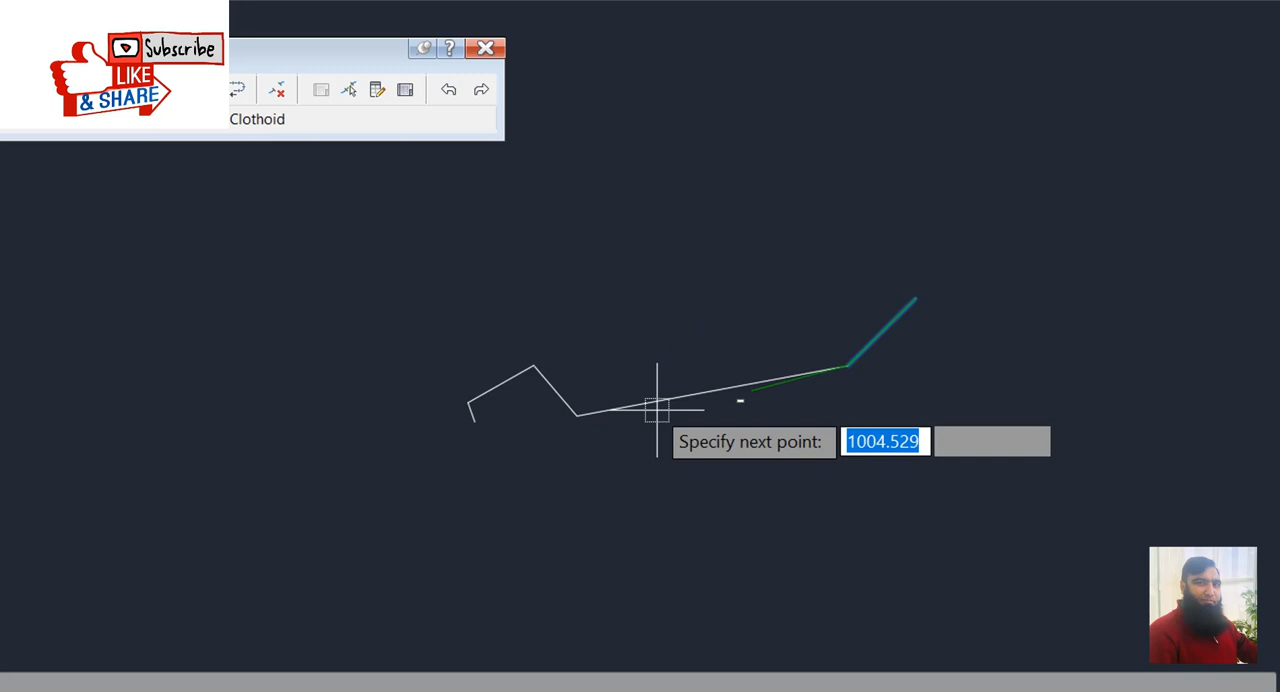 Subscribe
LIKE
& SHARE
?
Clothoid
Specify next point: 1004.529